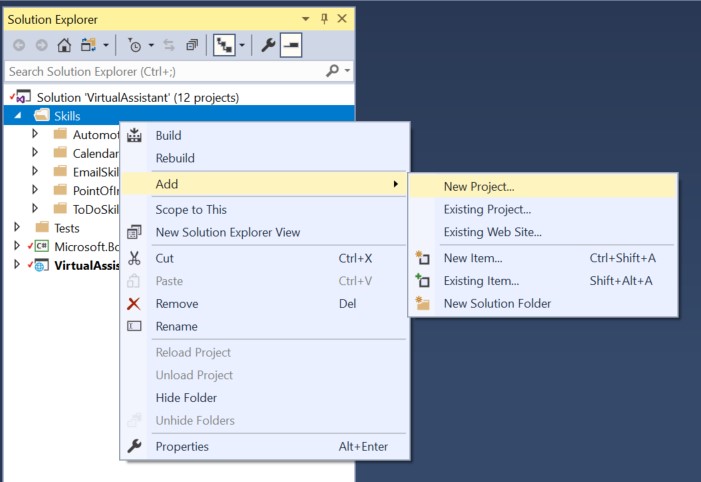 Solution Explorer
Search Solution Explorer (Ctrl+;)
Solution 'VirtualAssistant' (12 projects)
Skills
Automot
Calendar
EmailSkil
PointOfIn
ToDoSkil
Tests
C# Microsoft.Bo
VirtualAssis
Build
Rebuild
Add
Scope to This
New Solution Explorer View
Cut Ctrl+X
Paste Ctrl+V
Remove Del
Rename
Reload Project
Unload Project
Hide Folder
Unhide Folders
Properties Alt+Enter
New Project...
Existing Project...
Existing Web Site...
New Item... Ctrl+Shift+A
Existing Item... Shift+Alt+A
New Solution Folder